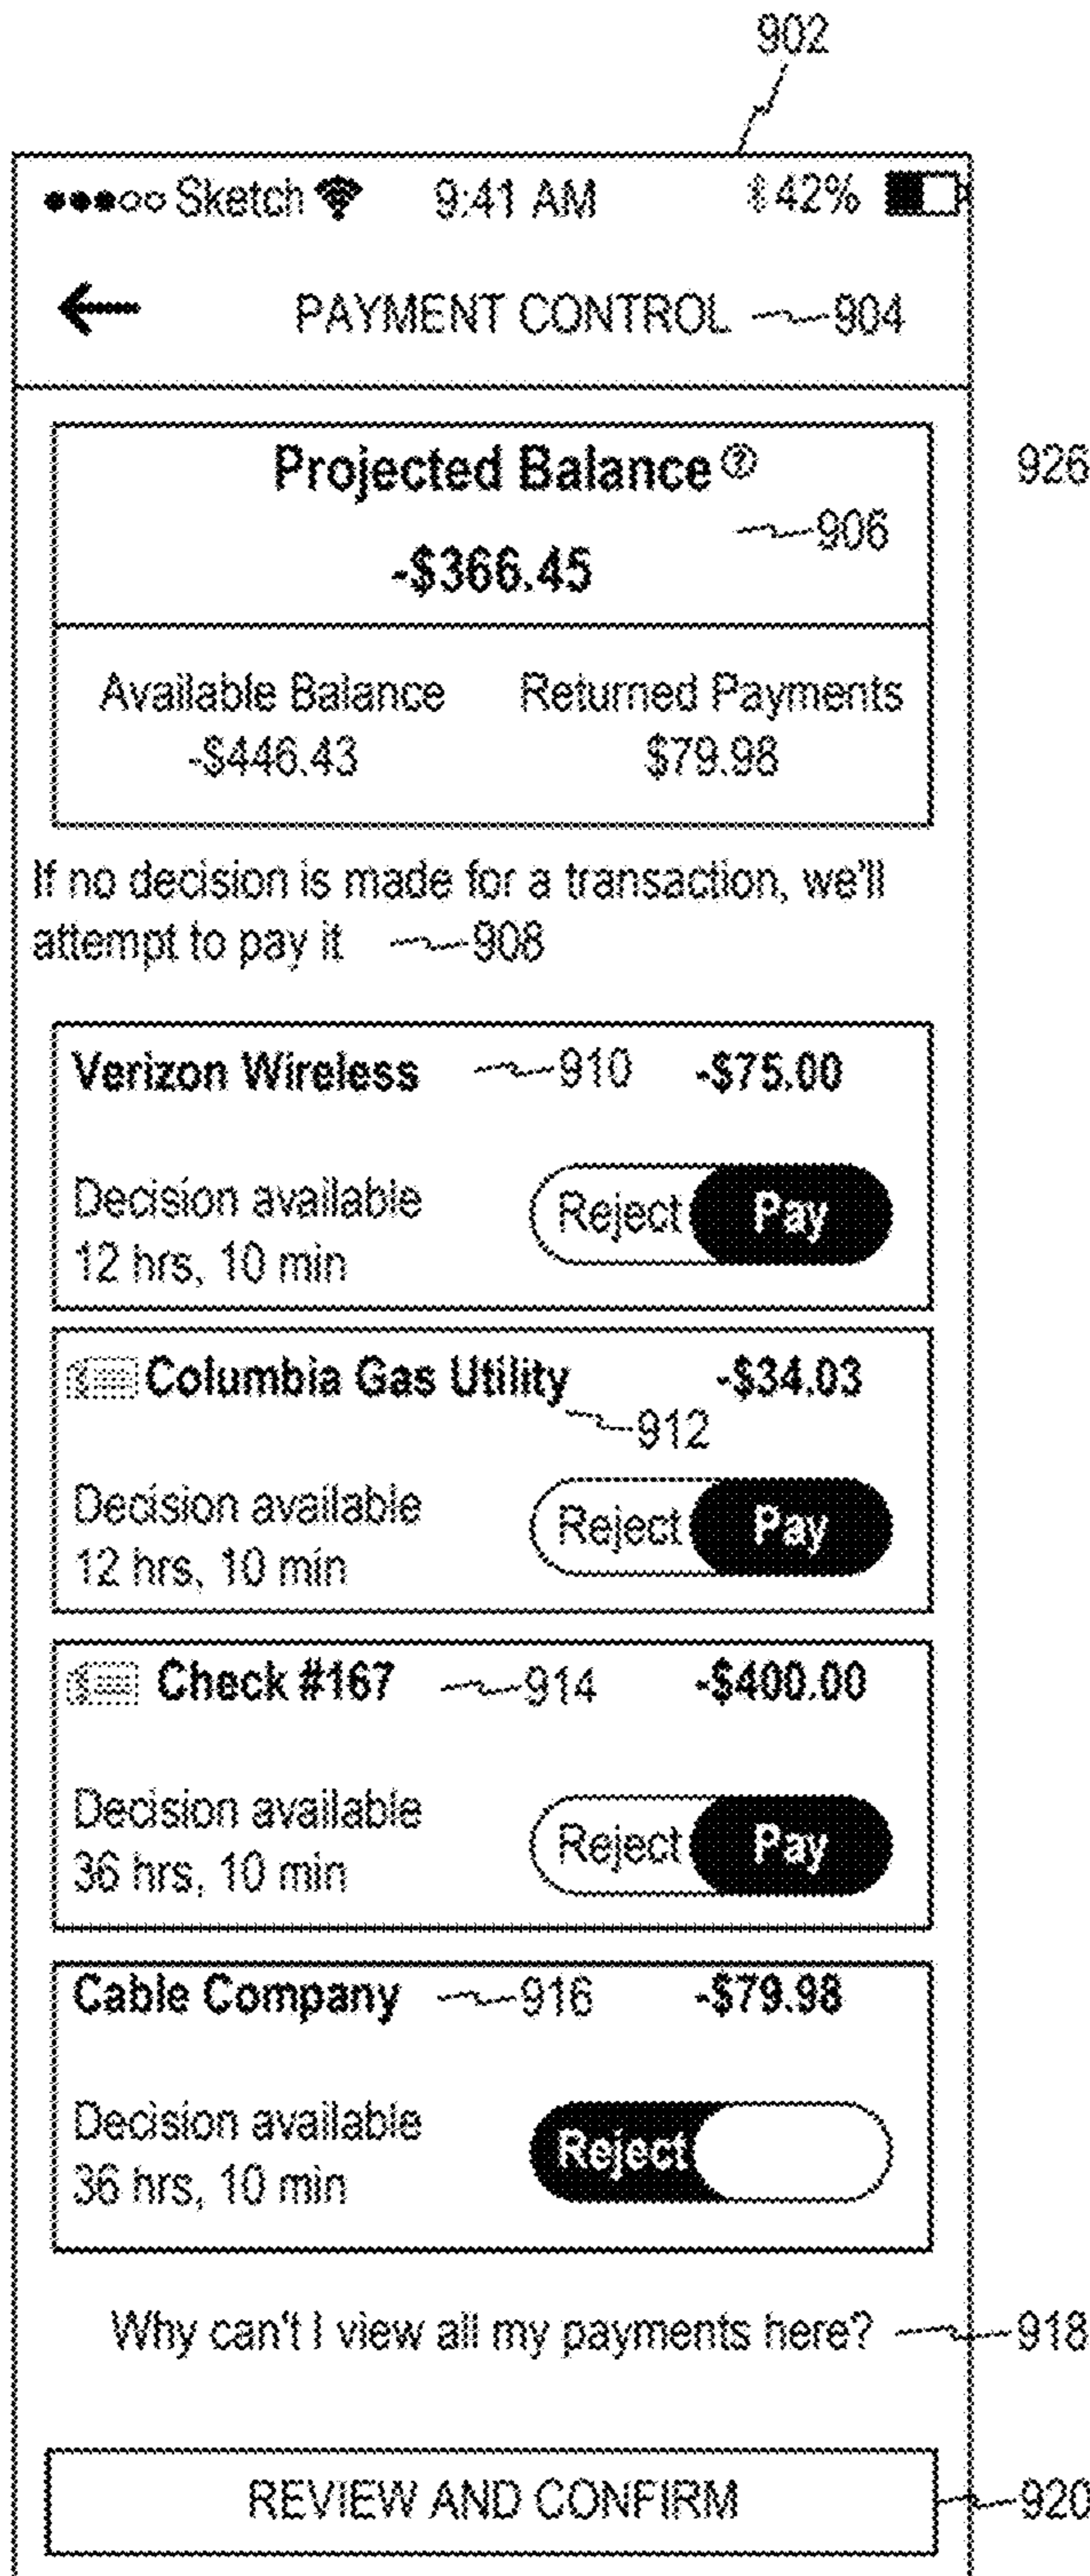 902
Sketch 9:41 AM 42%
PAYMENT CONTROL 904
Projected Balance ?
926
906
-$366.45
Available Balance Returned Payments
-$446.43 $79.98
If no decision is made for a transaction, we'll
attempt to pay it 908
Verizon Wireless 910 -$75.00
Decision available
12 hrs, 10 min
Reject Pay
Columbia Gas Utility -$34.03
912
Decision available
12 hrs, 10 min
Reject Pay
Check #167 914 -$400.00
Decision available
36 hrs, 10 min
Reject Pay
Cable Company 916 -$79.98
Decision available
36 hrs, 10 min
Reject
Why can't I view all my payments here? 918
REVIEW AND CONFIRM 920